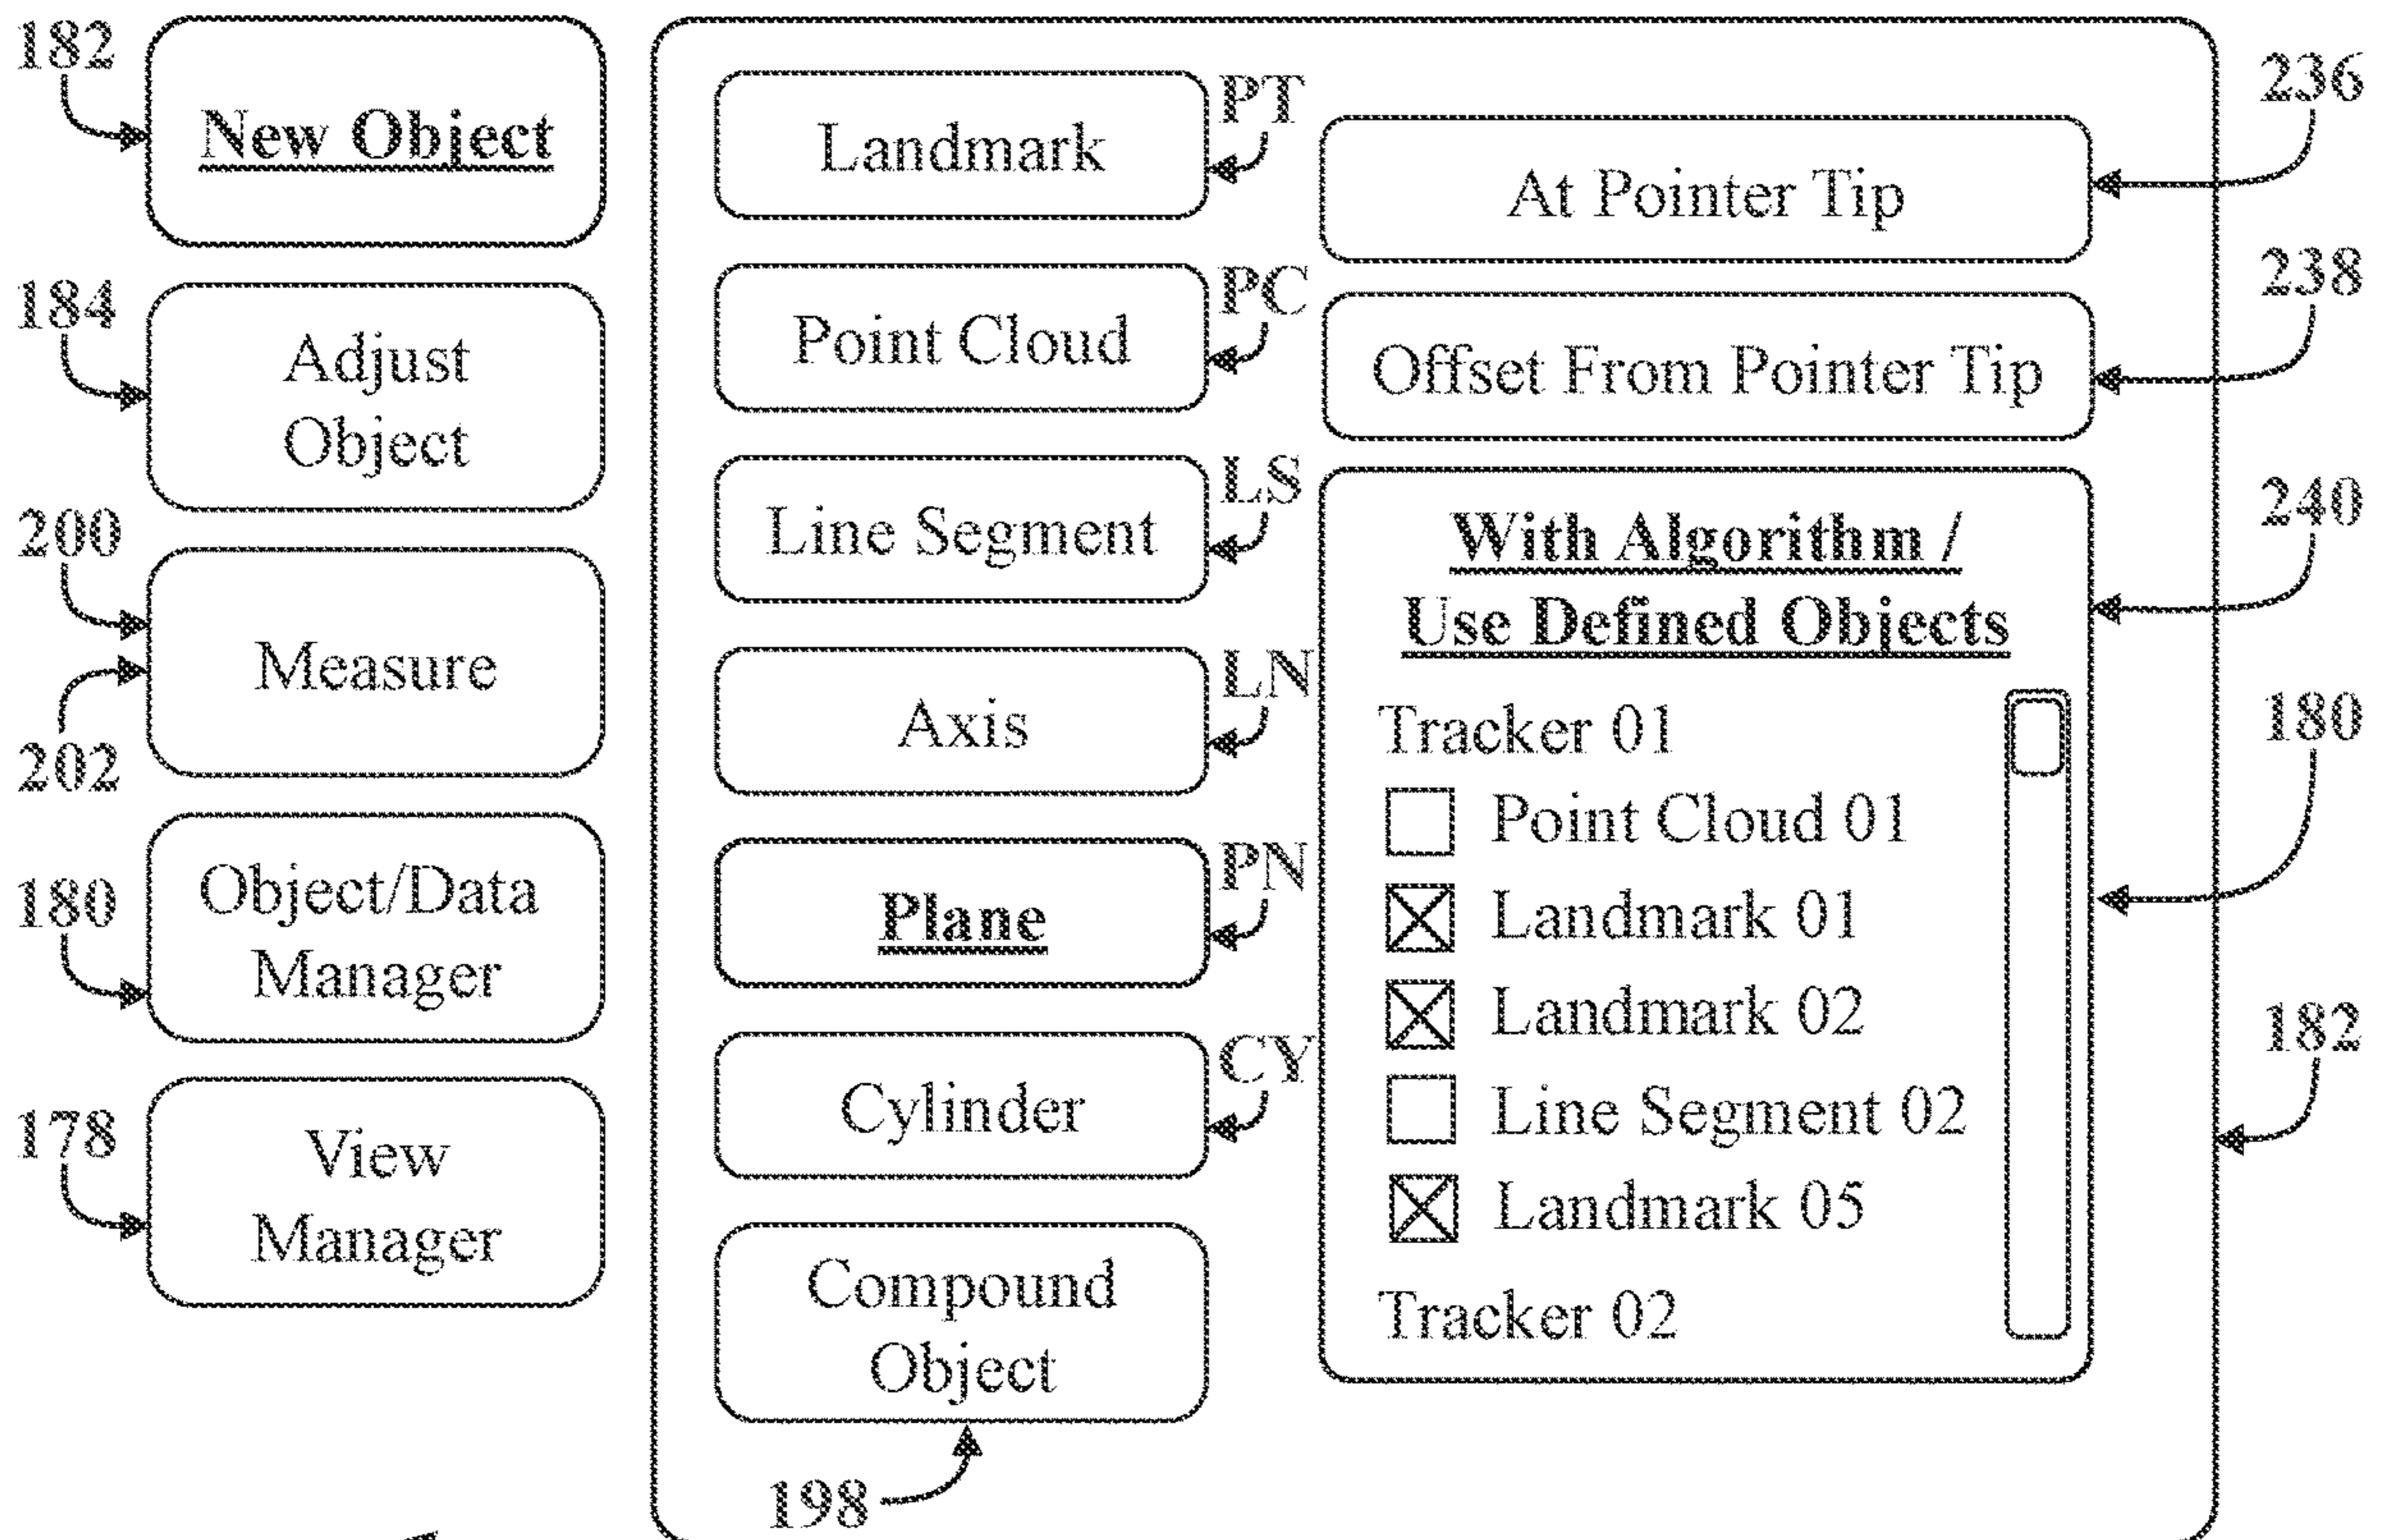 182
New Object
184
Adjust
Object
200
Measure
202
180
Object/Data
Manager
178
View
Manager
Landmark
PT
Point Cloud
PC
Line Segment
LS
Axis
LN
Plane
PN
Cylinder
CY
Compound
Object
198
At Pointer Tip
236
Offset From Pointer Tip
238
With Algorithm /
Use Defined Objects
240
Tracker 01
Point Cloud 01
Landmark 01
Landmark 02
Line Segment 02
Landmark 05
Tracker 02
180
182